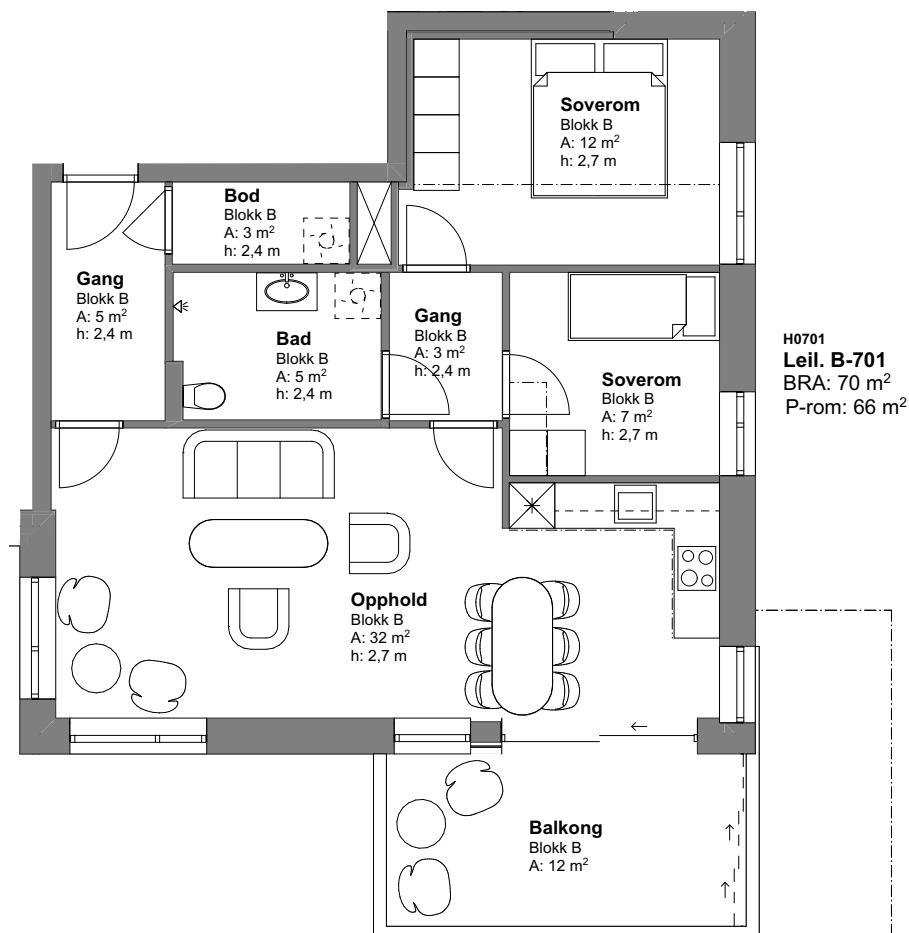 Soverom
Blokk B
A: 12 m²
h: 2,7 m
Bod
Blokk B
A: 3 m²
h: 2,4 m
Gang
Blokk B
A: 5 m²
h: 2,4 m
Bad
Blokk B
A: 5 m²
h: 2,4 m
Gang
Blokk B
A: 3 m²
h: 2,4 m
Soverom
Blokk B
A: 7 m²
h: 2,7 m
H0701
Leil. B-701
BRA: 70 m²
P-rom: 66 m²
Opphold
Blokk B
A: 32 m²
h: 2,7 m
Balkong
Blokk B
A: 12 m²